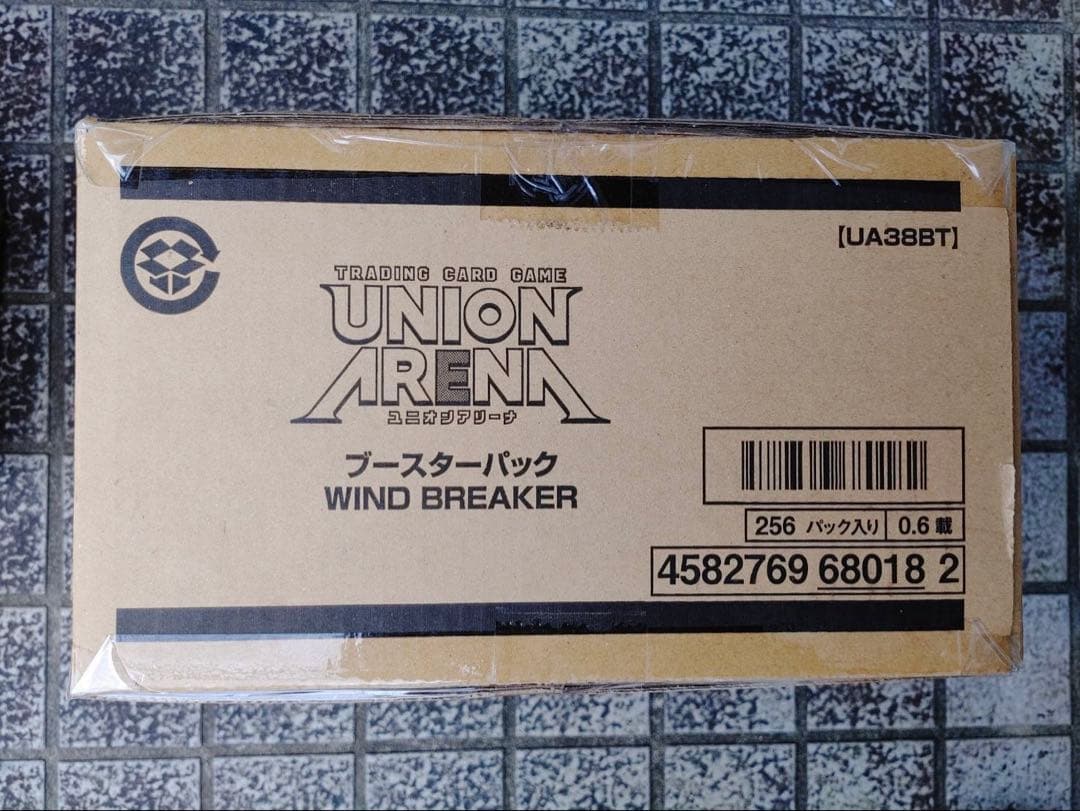 【UA38BT】
TRADING CARD GAME
UNION
ARENA
ユニオンアリーナ
ブースターパック
WIND BREAKER
256 パック入り 0.6 載
4582769 68018 2